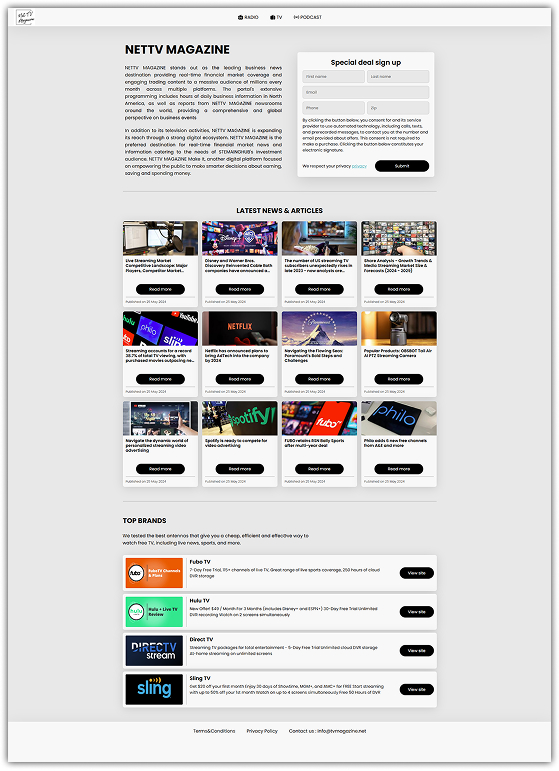 NET TV
Magazine
RADIO TV PODCAST
NETTV MAGAZINE
NETTV MAGAZINE stands out as the leading business news
destination providing real-time financial market coverage and
engaging trading content to a massive audience of millions every
month across multiple platforms. The portal's extensive
programming includes hours of daily business information in North
America, as well as reports from NETTV MAGAZINE newsrooms
around the world, providing a comprehensive and global
perspective on business events
In addition to its television activities, NETTV MAGAZINE is expanding
its reach through a strong digital ecosystem. NETTV MAGAZINE is the
preferred destination for real-time financial market news and
information catering to the needs of STEMAINGHUB's investment
audience. NETTV MAGAZINE Make it, another digital platform focused
on empowering the public to make smarter decisions about earning,
saving and spending money.
Special deal sign up
First name Last name
Email
Phone Zip
By clicking the button below, you consent for and its service
provider to use automated technology, including calls, texts,
and prerecorded messages, to contact you at the number and
email provided about offers. This consent is not required to
make a purchase. Clicking the button below constitutes your
electronic signature.
We respect your privacy privacy Submit
LATEST NEWS & ARTICLES
Live Streaming Market
Competitive Landscape: Major
Players, Competitor Market...
Read more
Published on 25 May 2024
Disney+
Disney and Warner Bros.
Discovery Reinvented Cable Both
companies have announced a...
Read more
Published on 25 May 2024
The number of US streaming TV
subscribers unexpectedly rises in
late 2023 - now analysts are...
Read more
Published on 25 May 2024
Share Analysis - Growth Trends &
Media Streaming Market Size &
Forecasts (2024 - 2029)
Read more
Published on 25 May 2024
YouTube
philo
sling
Streaming accounts for a record
38.7% of total TV viewing, with
purchased movies outpacing ne...
Read more
Published on 25 May 2024
NETFLIX
Netflix has announced plans to
bring AdTech into the company
by 2024
Read more
Published on 25 May 2024
Paramount
Navigating the Flowing Seas:
Paramount's Bold Steps and
Challenges
Read more
Published on 25 May 2024
Popular Products: OBSBOT Tail Air
AI PTZ Streaming Camera
Read more
Published on 25 May 2024
Navigate the dynamic world of
personalized streaming video
advertising
Read more
Published on 25 May 2024
Spotify
Spotify is ready to compete for
video advertising
Read more
Published on 25 May 2024
fubo
FUBO retains BSN Bally Sports
after multi-year deal
Read more
Published on 25 May 2024
philo
Philo adds 6 new free channels
from A&E and more
Read more
Published on 25 May 2024
TOP BRANDS
We tested the best antennas that give you a cheap, efficient and effective way to
watch free TV, including live news, sports, and more.
fubo
FuboTV Channels
& Plans
Fubo TV
7-Day Free Trial, 115+ channels of live TV, Great range of live sports coverage, 250 hours of cloud
DVR storage
View site
hulu
Hulu + Live TV
Review
Hulu TV
New Offer! $49 / Month For 3 Months (Includes Disney+ and ESPN+) 30-Day Free Trial Unlimited
DVR recording Watch on 2 screens simultaneously
View site
DIRECTV
stream
Direct TV
Streaming TV packages for total entertainment - 5-Day Free Trial Unlimited cloud DVR storage
At-home streaming on unlimited screens
View site
sling
Sling TV
Get $20 off your first month Enjoy 30 days of Showtime, MGM+, and AMC+ for FREE Start streaming
with up to 50% off your 1st month Watch on up to 4 screens simultaneously Free 50 Hours of DVR
View site
Terms&Conditions Privacy Policy Contact us : info@tvmagazine.net